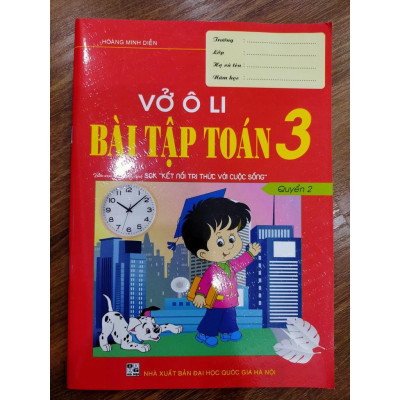 HOÀNG MINH DIỄN
Trường:
Lớp:
Họ và tên:
Năm học:
VỞ Ô LI
BÀI TẬP TOÁN 3
SGK "KẾT NỐI TRI THỨC VỚI CUỘC SỐNG"
Quyển 2
NHÀ XUẤT BẢN ĐẠI HỌC QUỐC GIA HÀ NỘI